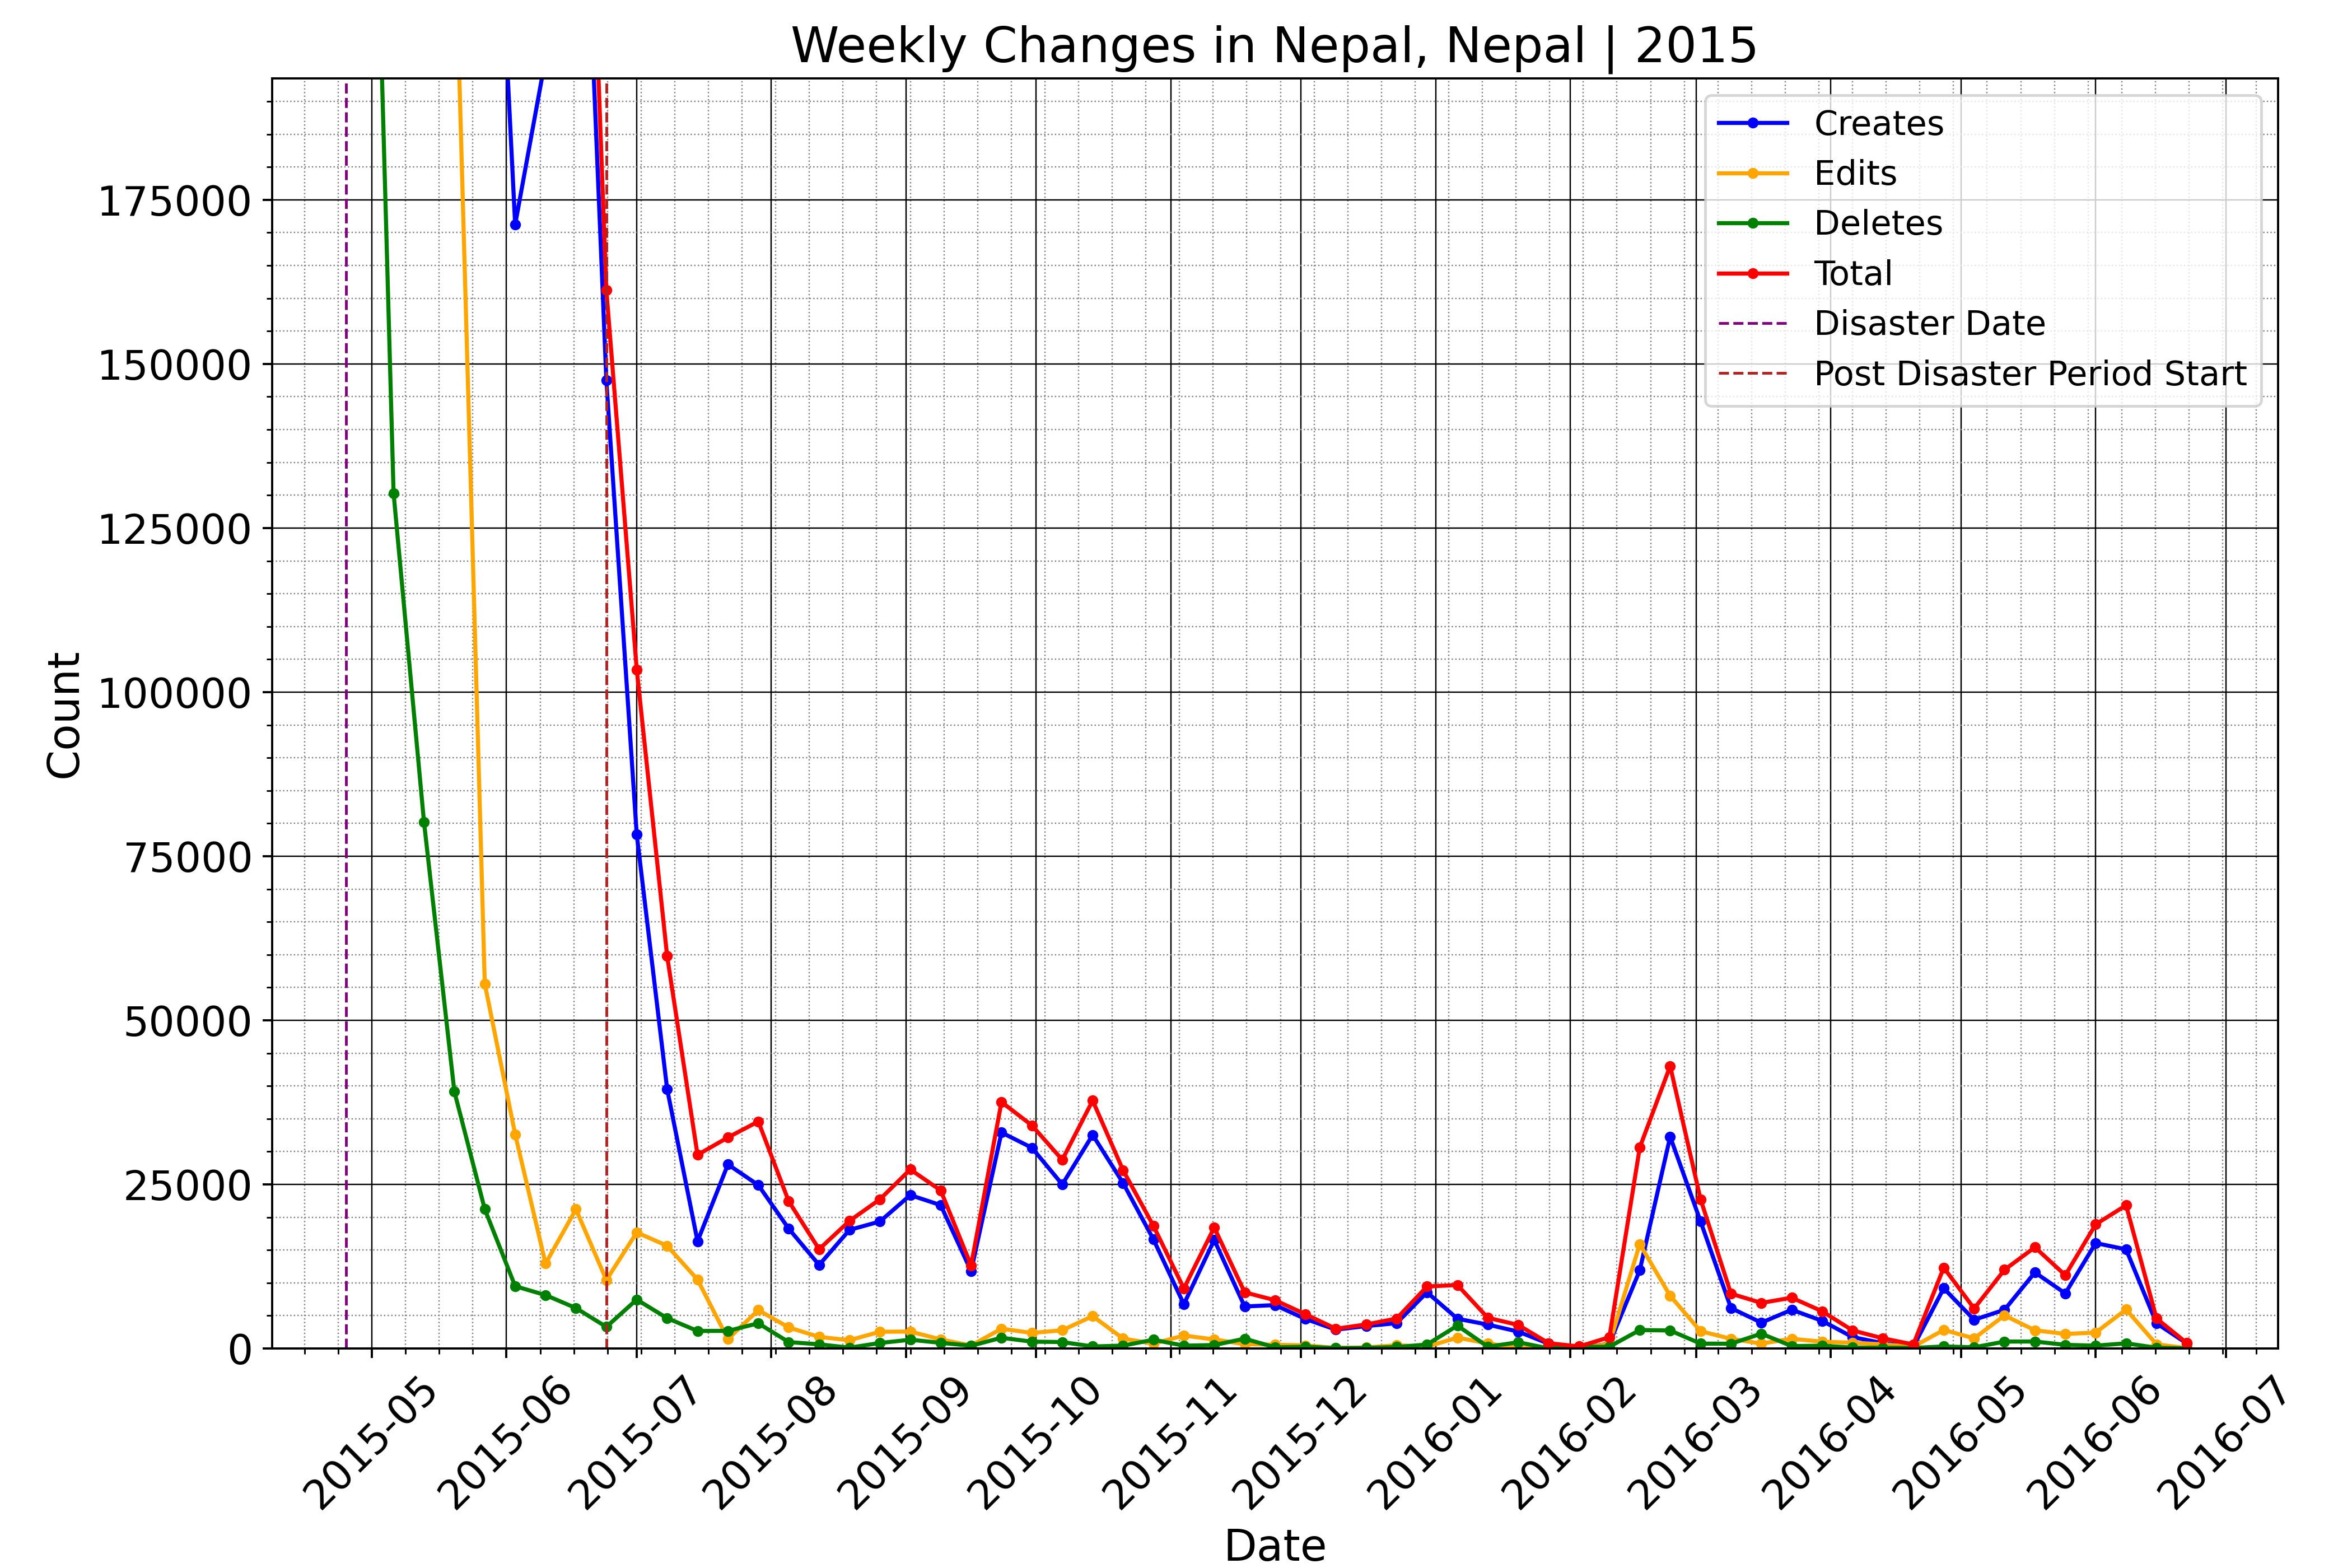 Weekly Changes in Nepal, Nepal | 2015
Creates
Edits
Deletes
Total
Disaster Date
Post Disaster Period Start
175000
150000
125000
100000
75000
50000
25000
0
Count
2015-05
2015-06
2015-07
2015-08
2015-09
2015-10
2015-11
2015-12
2016-01
2016-02
2016-03
2016-04
2016-05
2016-06
2016-07
Date